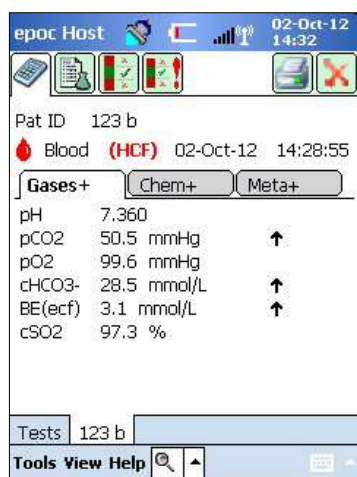 epoc Host 02-Oct-12
14:32
Pat ID 123 b
Blood (HCF) 02-Oct-12 14:28:55
Gases+ Chem+ Meta+
pH 7.360
pCO2 50.5 mmHg ↑
pO2 99.6 mmHg
cHCO3- 28.5 mmol/L ↑
BE(ecf) 3.1 mmol/L ↑
cSO2 97.3 %
Tests 123 b
Tools View Help